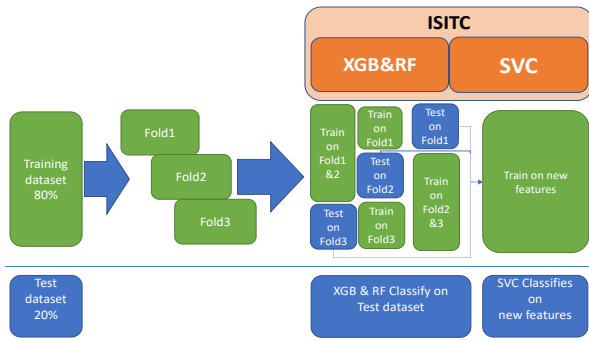 ISITC
XGB&RF
SVC
Training
dataset
80%
Fold1
Fold2
Fold3
Train
on
Fold1
&2
Test
on
Fold3
Train
on
Fold1
Test
on
Fold2
Train
on
Fold3
Test
on
Fold1
Train
on
Fold2
&
3
Train on new
features
Test
dataset
20%
XGB & RF Classify on
Test dataset
SVC Classifies
on
new features